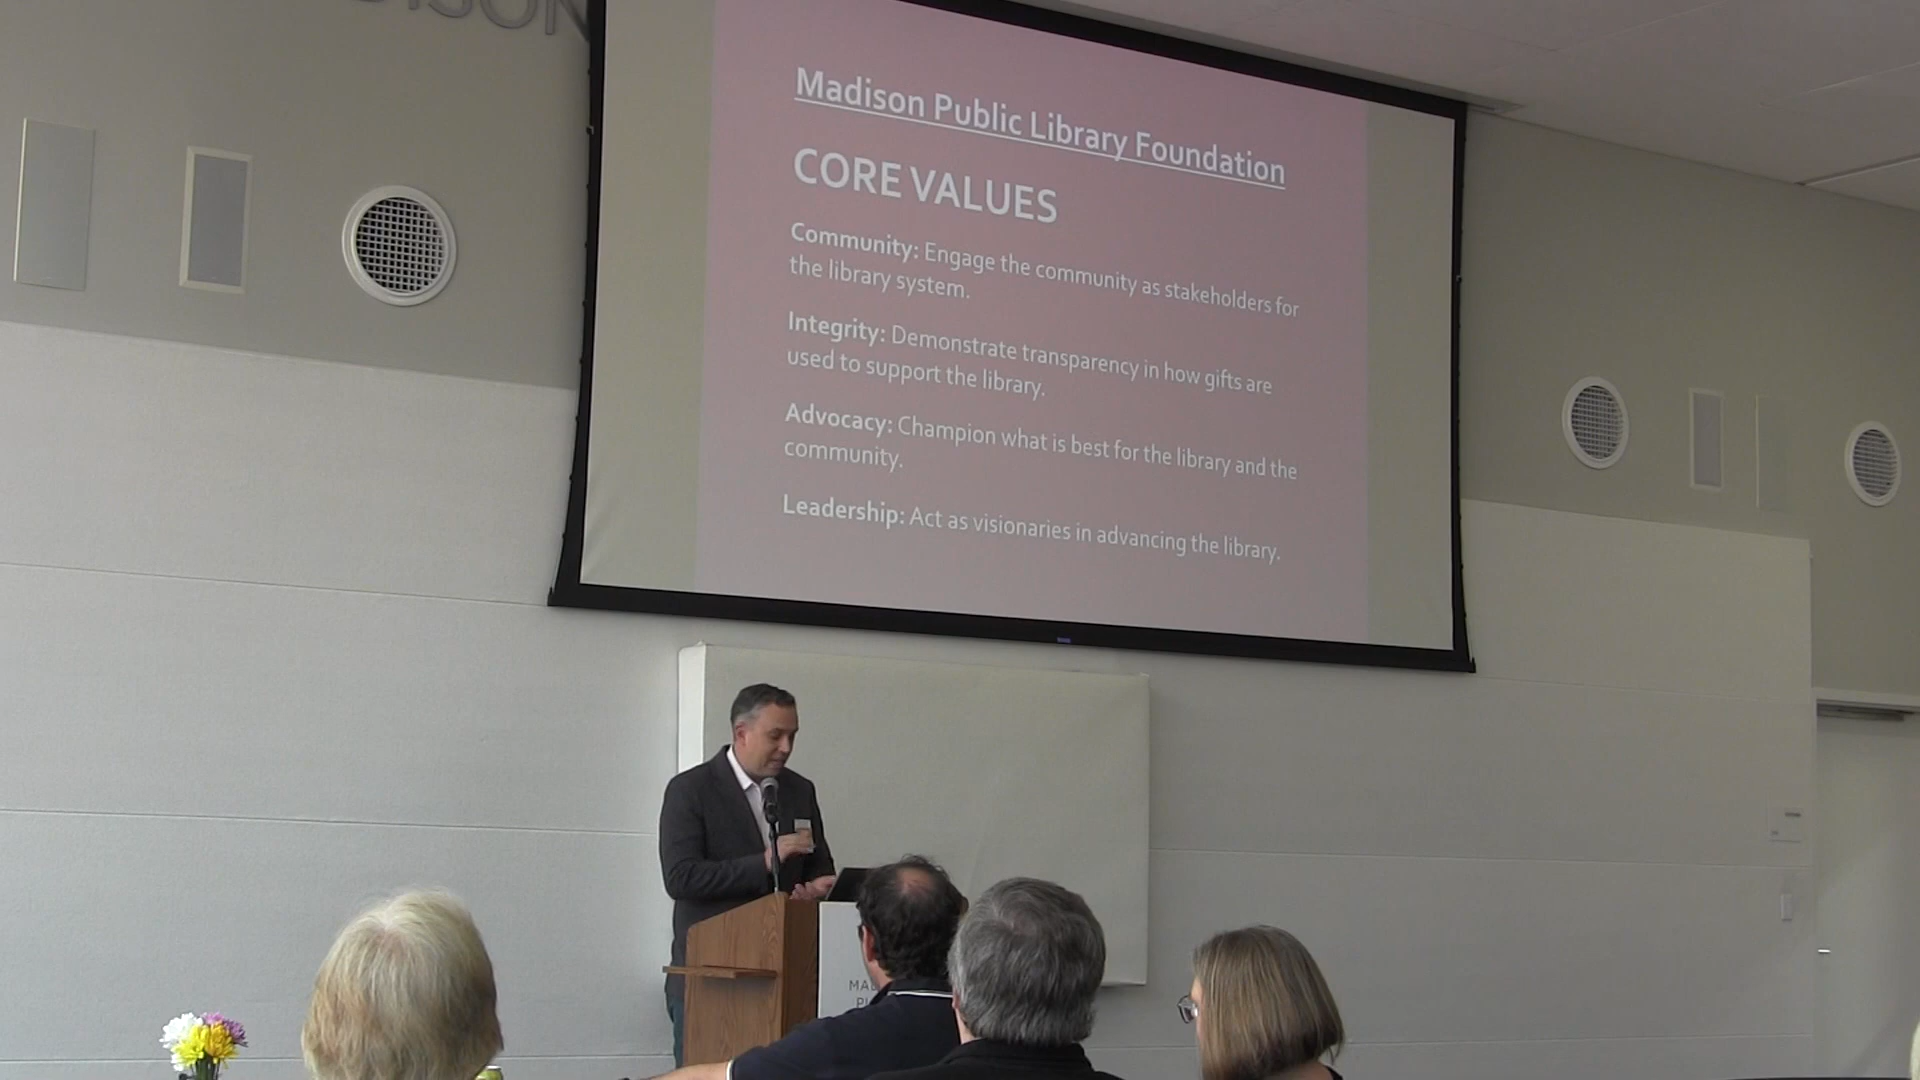 Madison Public Library Foundation
CORE VALUES
Community: Engage the community as stakeholders for
the library system.
Integrity: Demonstrate transparency in how gifts are
used to support the library.
Advocacy: Champion what is best for the library and the
community.
Leadership: Act as visionaries in advancing the library.